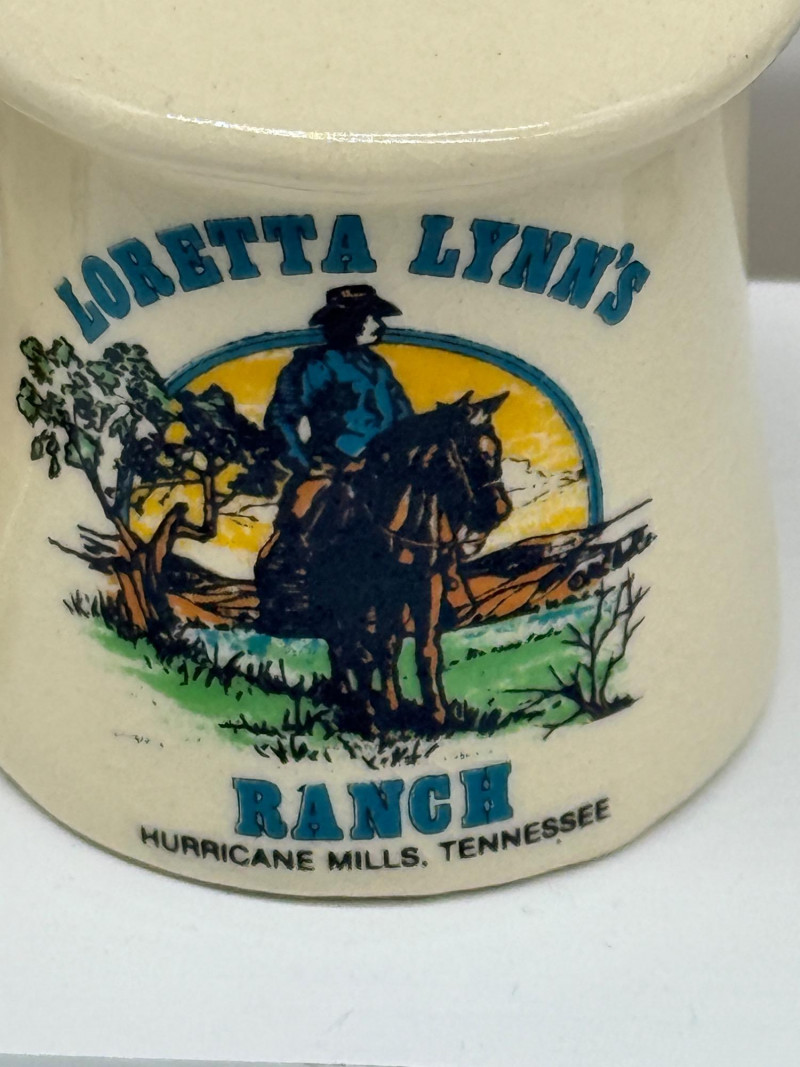 LORETTA LYNN'S
RANCH
HURRICANE MILLS, TENNESSEE